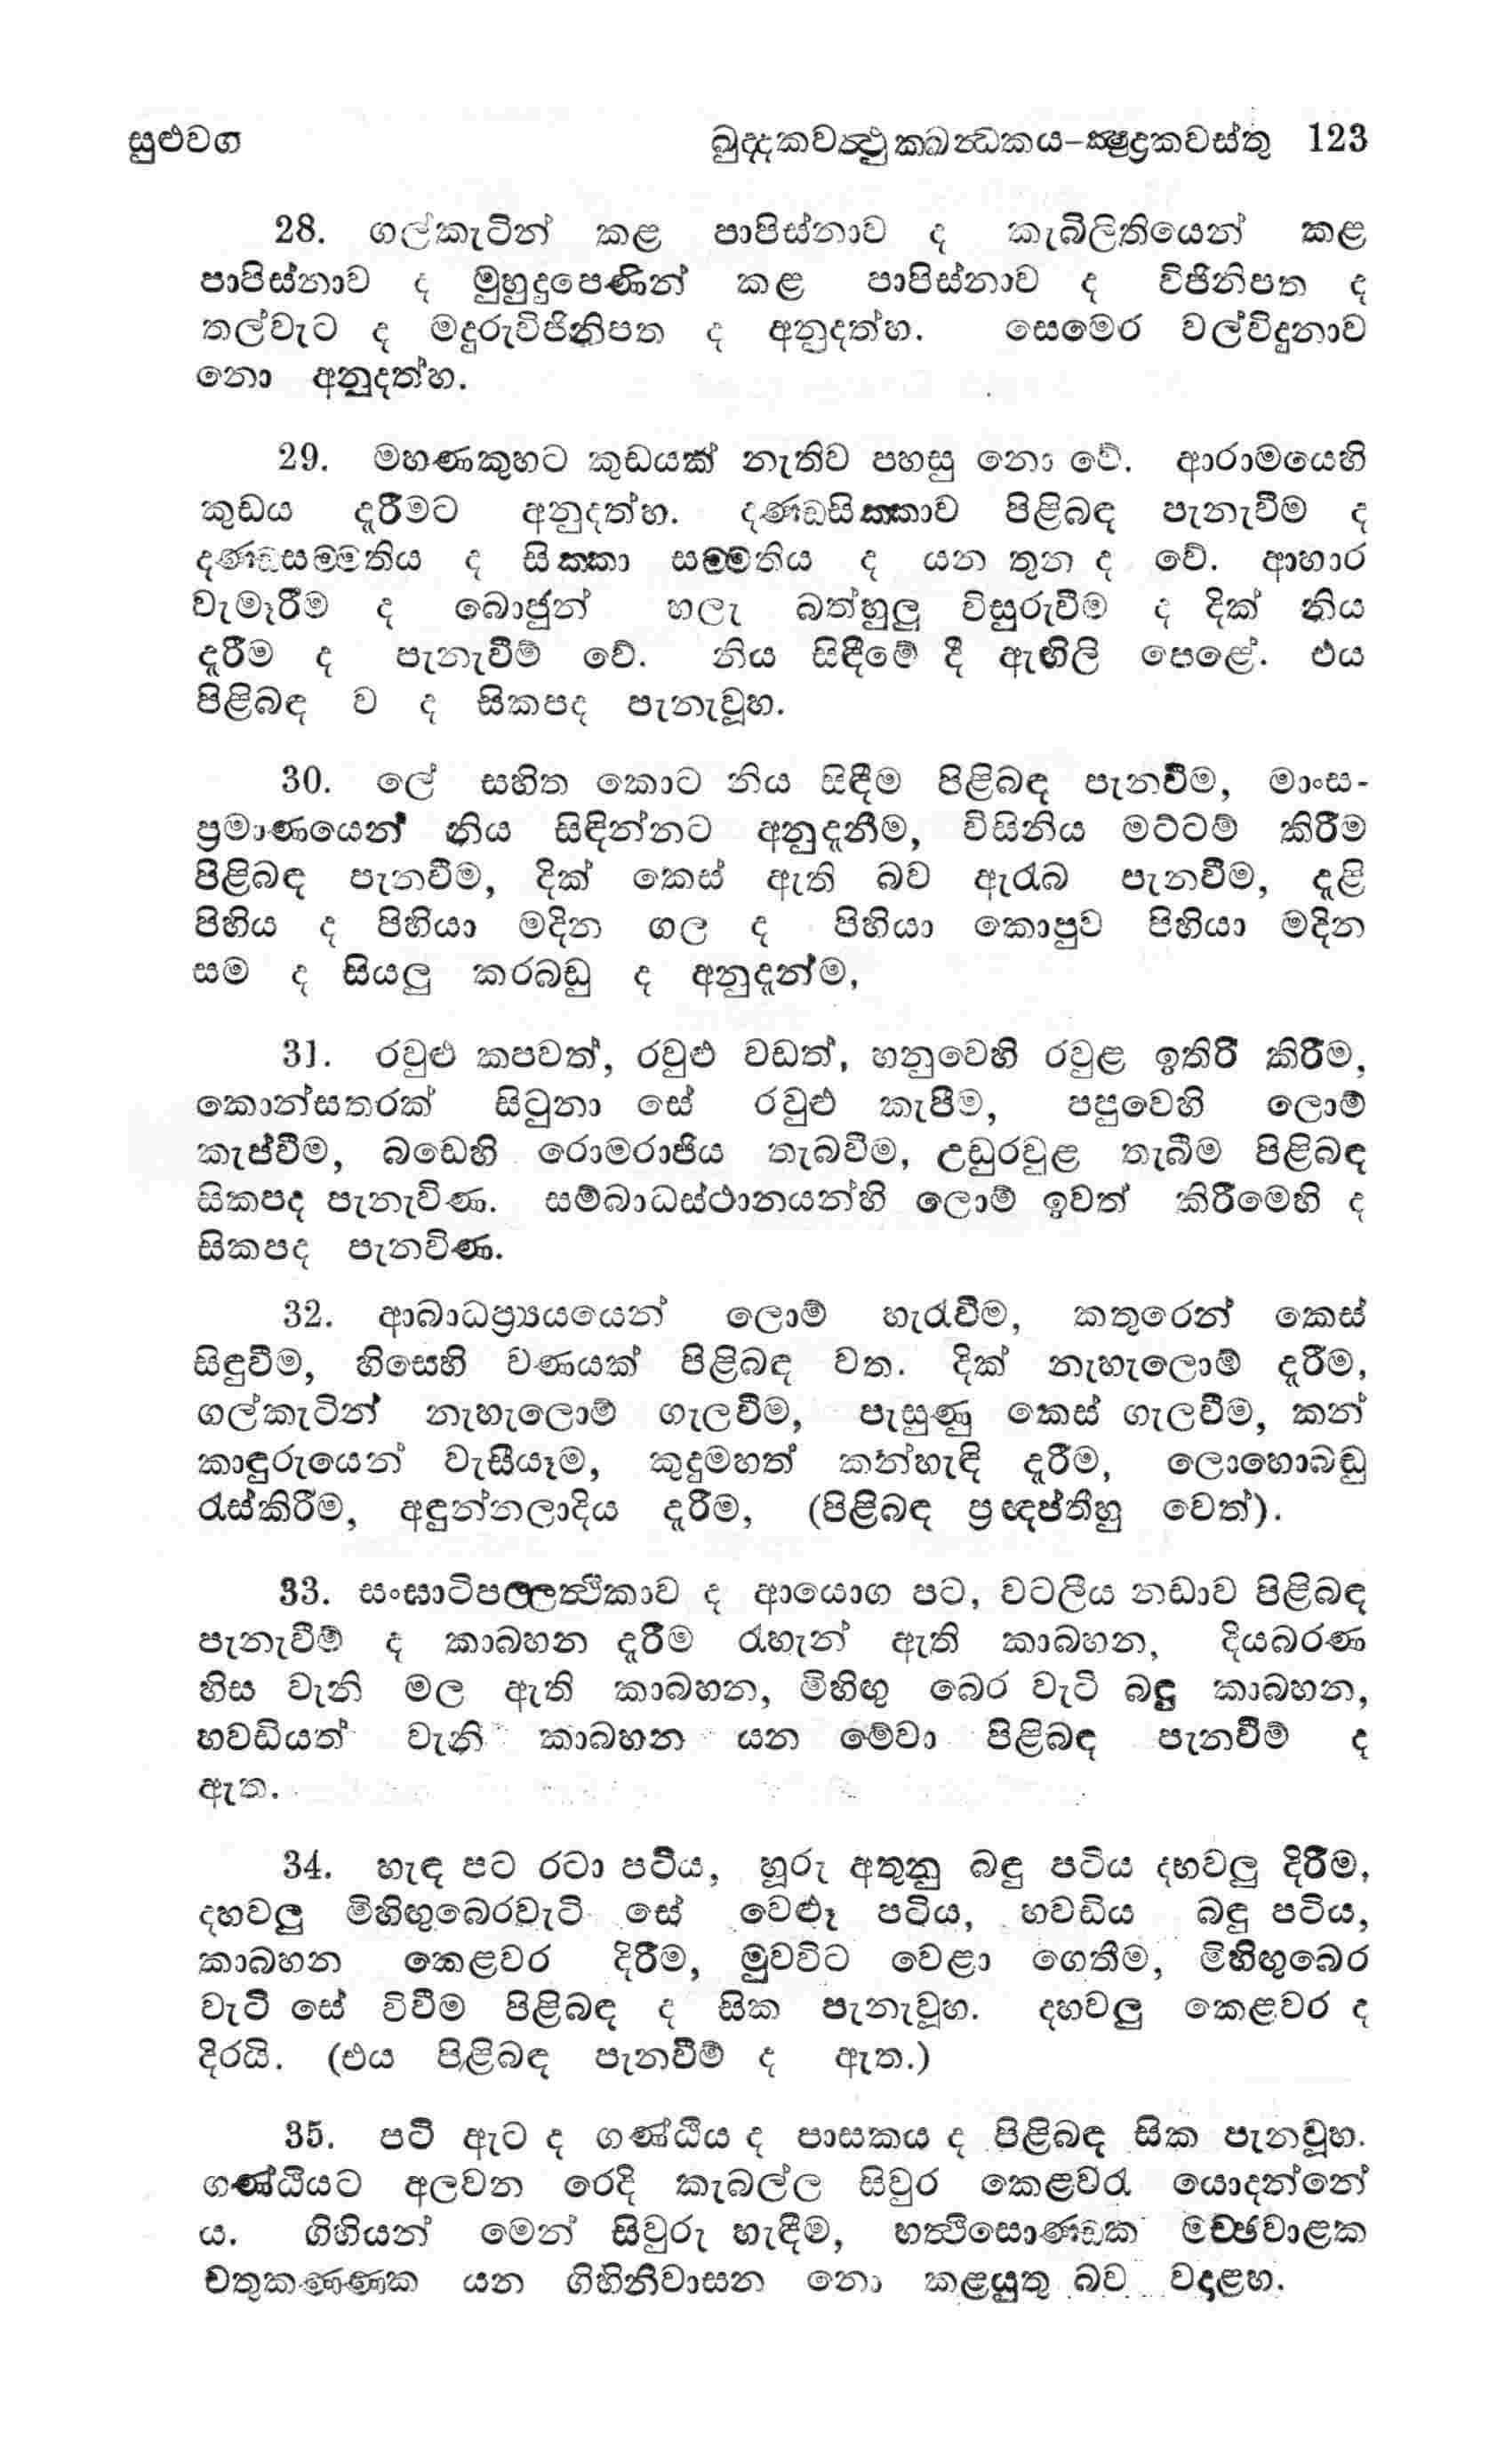 සුළුවග ඛුද්දකවත්ථුක්ඛන්ධකය-ක්ෂුද්‍රකවස්තු 123
28. ගල්කැටින් කළ පාපිස්නාව ද කැබිලිතියෙන් කළ
පාපිස්නාව ද මුහුදුපෙණින් කළ පාපිස්නාව ද විජිනිපත ද
තල්වැට ද මදුරුවිජිනිපත ද අනුදත්හ. සෙමෙර වල්විදුනාව
නො අනුදත්හ.
29. මහණකුහට කුඩයක් නැතිව පහසු නො වේ. ආරාමයෙහි
කුඩය දැරීමට අනුදත්හ. දණ්ඩසික්කාව පිළිබඳ පැනැවීම ද
දණ්ඩසම්මතිය ද සික්කා සම්මතිය ද යන තුන ද වේ. ආහාර
වැමෑරීම ද බොජුන් හලැ බත්හුලු විසුරුවීම ද දික් නිය
දැරීම ද පැනැවීම් වේ. නිය සිඳීමේ දී ඇඟිලි පෙළේ. එය
පිළිබඳ ව ද සිකපද පැනැවූහ.
30. ලේ සහිත කොට නිය සිඳීම පිළිබඳ පැනවීම, මාංස-
ප්‍රමාණයෙන් නිය සිඳින්නට අනුදැනීම, විසිනිය මට්ටම් කිරීම
පිළිබඳ පැනවීම, දික් කෙස් ඇති බව ඇරැබ පැනවීම, දැළි
පිහිය ද පිහියා මදින ගල ද පිහියා කොපුව පිහියා මදින
සම ද සියලු කරබඩු ද අනුදැන්ම,
31. රවුළු කපවත්, රවුළු වඩත්, හනුවෙහි රවුළ ඉතිරි කිරීම,
කොන්සතරක් සිටුනා සේ රවුළු කැපීම, පපුවෙහි ලොම්
කැප්වීම, බඩෙහි රොමරාජිය තැබවීම, උඩුරවුළ තැබීම පිළිබඳ
සිකපද පැනැවිණ. සම්බාධස්ථානයන්හි ලොම් ඉවත් කිරීමෙහි ද
සිකපද පැනවිණ.
32. ආබාධප්‍රත්‍යයයෙන් ලොම් හැරැවීම, කතුරෙන් කෙස්
සිඳුවීම, හිසෙහි වණයක් පිළිබඳ වත. දික් නැහැලොම් දැරීම,
ගල්කැටින් නැහැලොම් ගැලවීම, පැසුණු කෙස් ගැලවීම, කන්
කාඳුරුයෙන් වැසීයෑම, කුදුමහත් කන්හැඳි දැරීම, ලොහොබඩු
රැස්කිරීම, අඳුන්නලාදිය දැරීම, (පිළිබඳ ප්‍රඥප්තිහු වෙත්).
33. සංඝාටිපල්ලත්ථිකාව ද ආයොග පට, වටලිය නඩාව පිළිබඳ
පැනැවීම් ද කාබහන දැරීම රැහැන් ඇති කාබහන, දියබරණ
හිස වැනි මල ඇති කාබහන, මිහිඟු බෙර වැටි බඳු කාබහන,
හවඩියත් වැනි කාබහන යන මේවා පිළිබඳ පැනවීම් ද
ඇත.
34. හැඳ පට රටා පටිය, හූරු අතුනු බඳු පටිය දහවලු දිරීම,
දහවලු මිහිඟුබෙරවැටි සේ වෙළූ පටිය, හවඩිය බඳු පටිය,
කාබහන කෙළවර දිරීම, මුවවිට වෙළා ගෙතීම, මිහිඟුබෙර
වැටි සේ විවීම පිළිබඳ ද සික පැනැවූහ. දහවලු කෙළවර ද
දිරයි. (එය පිළිබඳ පැනවීම් ද ඇත.)
35. පටි ඇට ද ගණ්ඨිය ද පාසකය ද පිළිබඳ සික පැනවූහ.
ගණ්ඨියට අලවන රෙදි කැබල්ල සිවුර කෙළවරැ යොදන්නේ
ය. ගිහියන් මෙන් සිවුරු හැඳීම, හත්ථිසොණ්ඩක මච්ඡවාළක
චතුකණ්ණක යන ගිහිනිවාසන නො කළයුතු බව වදාළහ.